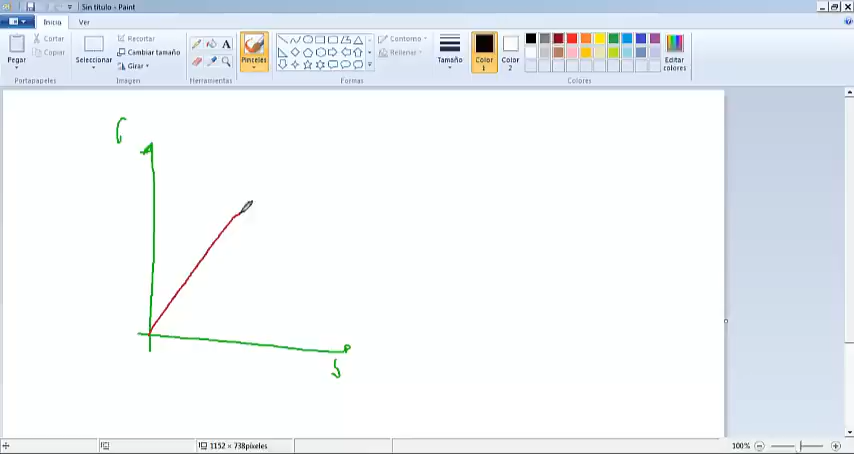 Sin título - Paint
Inicio Ver
Pegar
Portapapeles
Seleccionar
Recortar
Cambiar tamaño
Girar
Imagen
A
Herramientas
Pinceles
Contorno
Rellenar
Formas
Tamaño
Color 1
Color 2
Editar colores
Colores
Cortar
Copiar
1152 × 738píxeles
100%